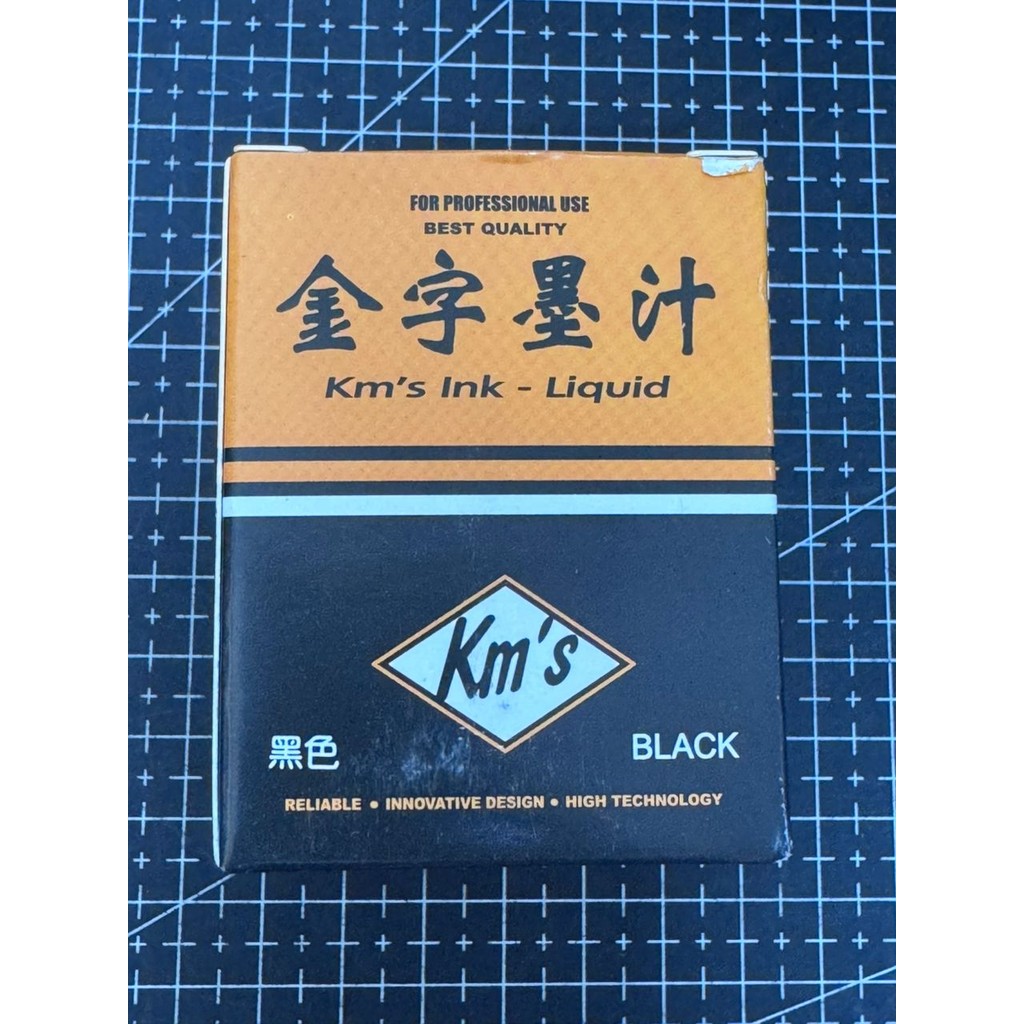 FOR PROFESSIONAL USE
BEST QUALITY
金字墨汁
Km's Ink - Liquid
Km's
黑色 BLACK
RELIABLE ● INNOVATIVE DESIGN ● HIGH TECHNOLOGY